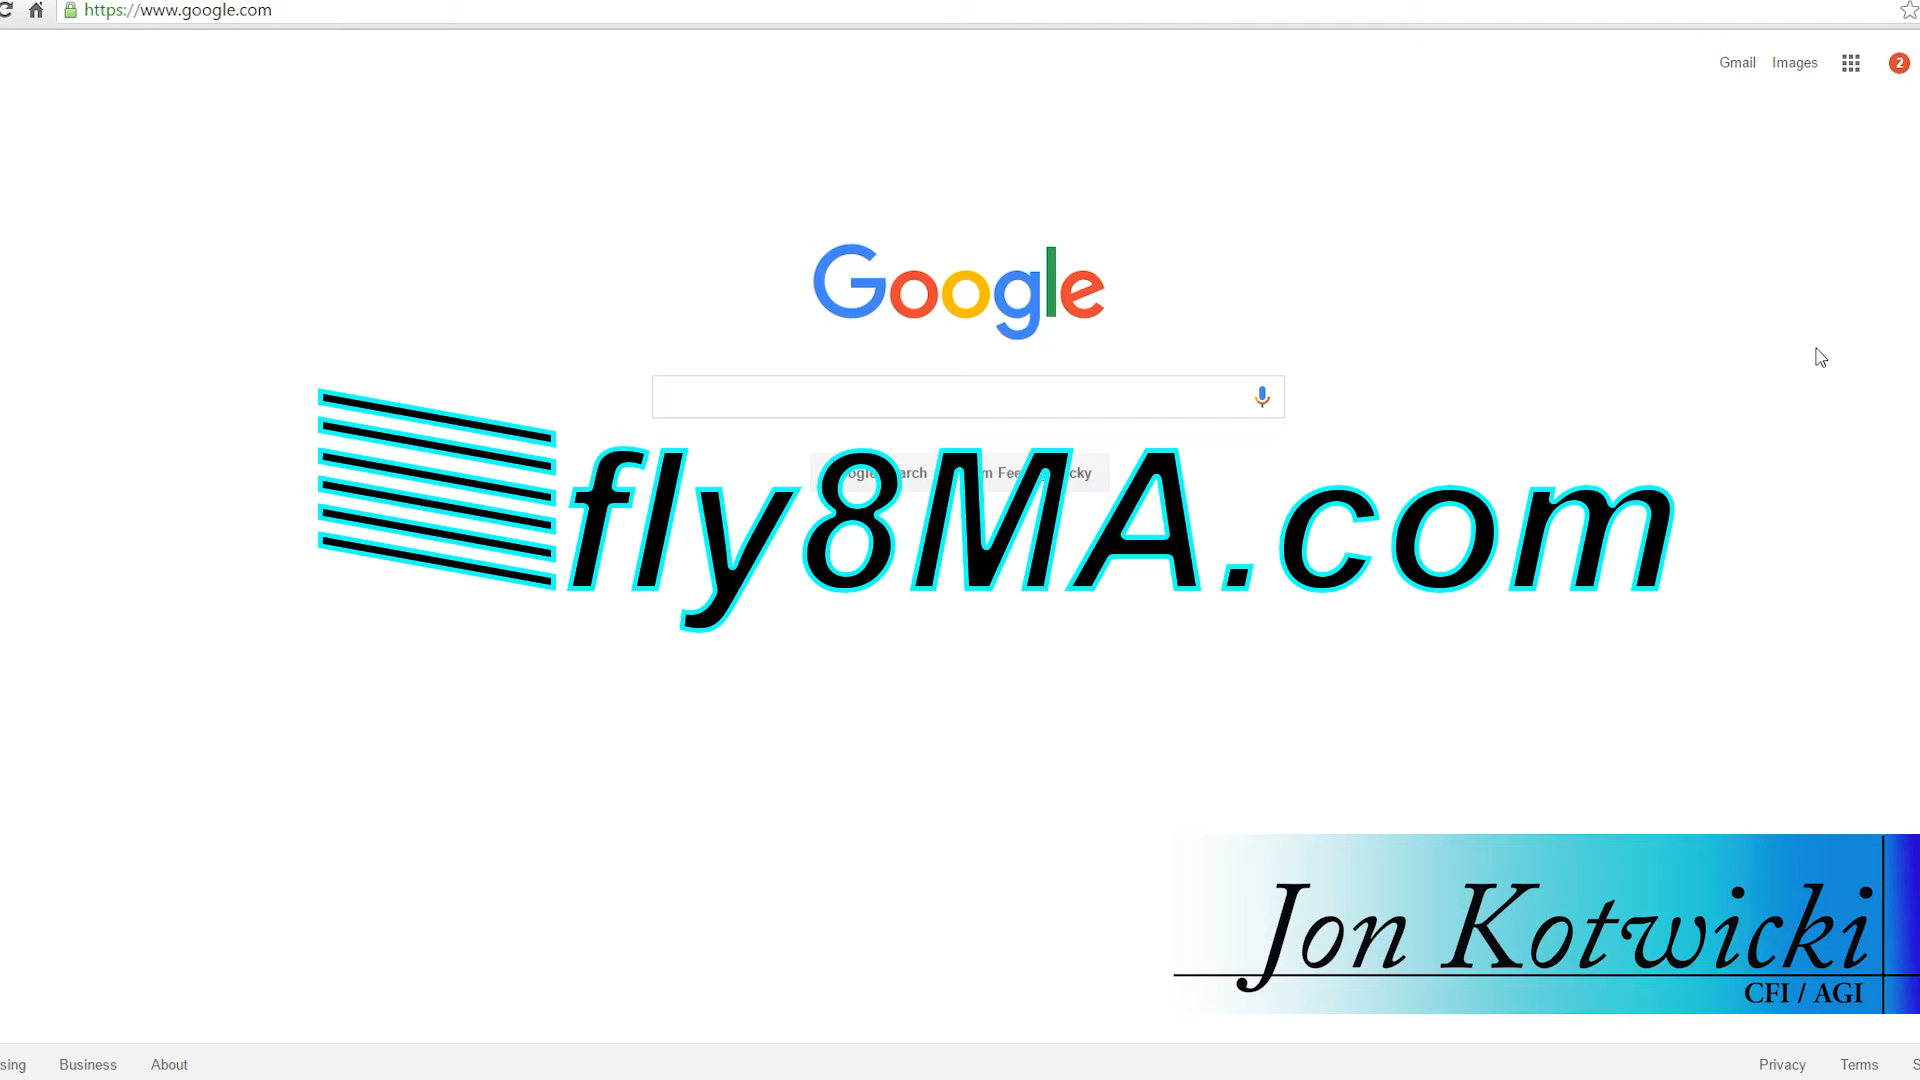 https://www.google.com
Gmail Images 2
Google
fly8MA.com
Jon Kotwicki
CFI / AGI
Business About Privacy Terms